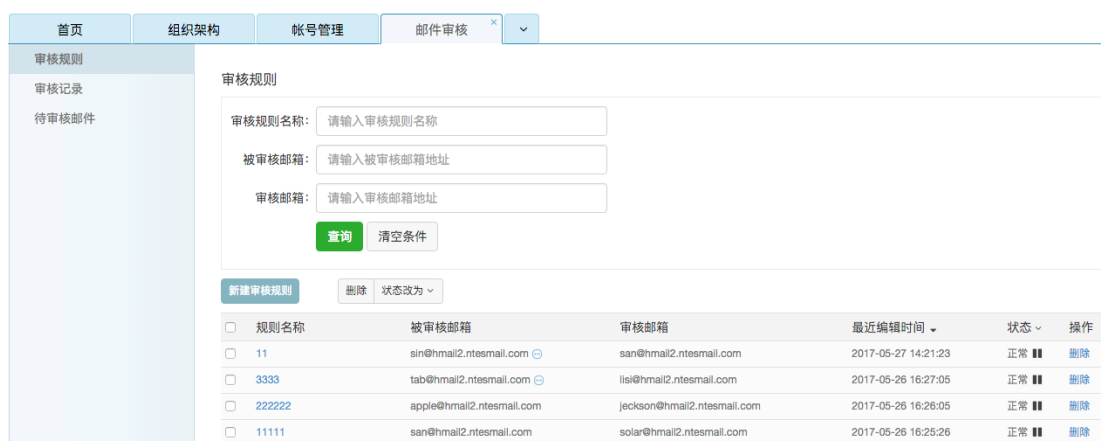 首页 组织架构 帐号管理 邮件审核 ×
审核规则
审核记录
待审核邮件
审核规则
审核规则名称: 请输入审核规则名称
被审核邮箱: 请输入被审核邮箱地址
审核邮箱: 请输入审核邮箱地址
查询 清空条件
新建审核规则 删除 状态改为
规则名称 被审核邮箱 审核邮箱 最近编辑时间 状态 操作
11 sin@hmail2.ntesmail.com san@hmail2.ntesmail.com 2017-05-27 14:21:23 正常 删除
3333 tab@hmail2.ntesmail.com lisi@hmail2.ntesmail.com 2017-05-26 16:27:05 正常 删除
222222 apple@hmail2.ntesmail.com jeckson@hmail2.ntesmail.com 2017-05-26 16:26:05 正常 删除
11111 san@hmail2.ntesmail.com solar@hmail2.ntesmail.com 2017-05-26 16:25:26 正常 删除